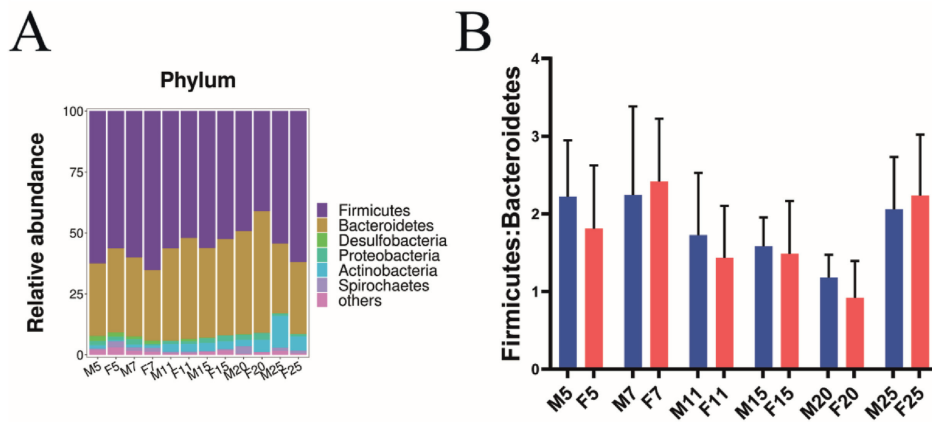 A
Phylum
Relative abundance
100
75
50
25
0
M5 F5 M7 F7 M11 F11 M15 F15 M20 F20 M25 F25
Firmicutes
Bacteroidetes
Desulfobacteria
Proteobacteria
Actinobacteria
Spirochaetes
others
B
Firmicutes:Bacteroidetes
4
3
2
1
0
M5 F5 M7 F7 M11 F11 M15 F15 M20 F20 M25 F25